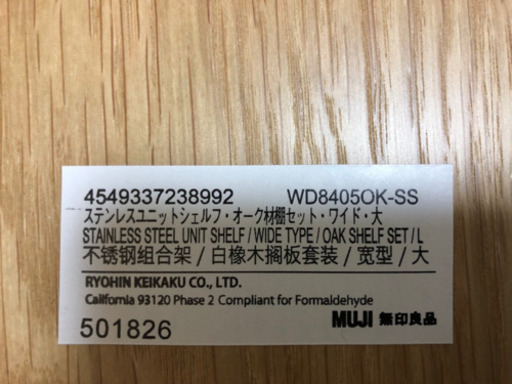 4549337238992 WD8405OK-SS
ステンレスユニットシェルフ・オーク材棚セット・ワイド・大
STAINLESS STEEL UNIT SHELF / WIDE TYPE / OAK SHELF SET / L
不锈钢组合架 / 白橡木搁板套装 / 宽型 / 大
RYOHIN KEIKAKU CO., LTD.
California 93120 Phase 2 Compliant for Formaldehyde
501826 MUJI 無印良品